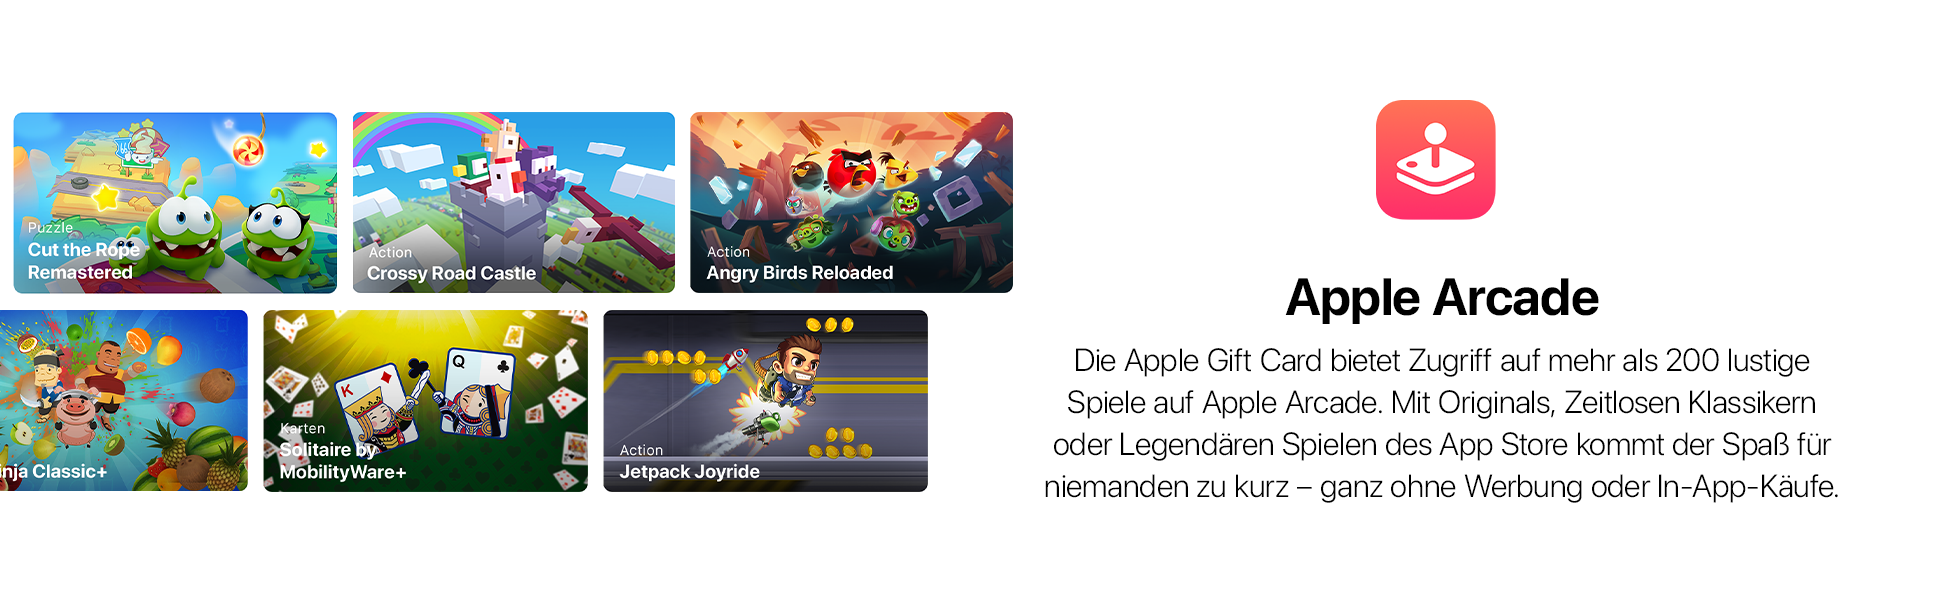 Puzzle
Cut the Rope
Remastered
Action
Crossy Road Castle
Action
Angry Birds Reloaded
inja Classic+
Karten
Solitaire by
MobilityWare+
Action
Jetpack Joyride
Apple Arcade
Die Apple Gift Card bietet Zugriff auf mehr als 200 lustige
Spiele auf Apple Arcade. Mit Originals, Zeitlosen Klassikern
oder Legendären Spielen des App Store kommt der Spaß für
niemanden zu kurz – ganz ohne Werbung oder In-App-Käufe.